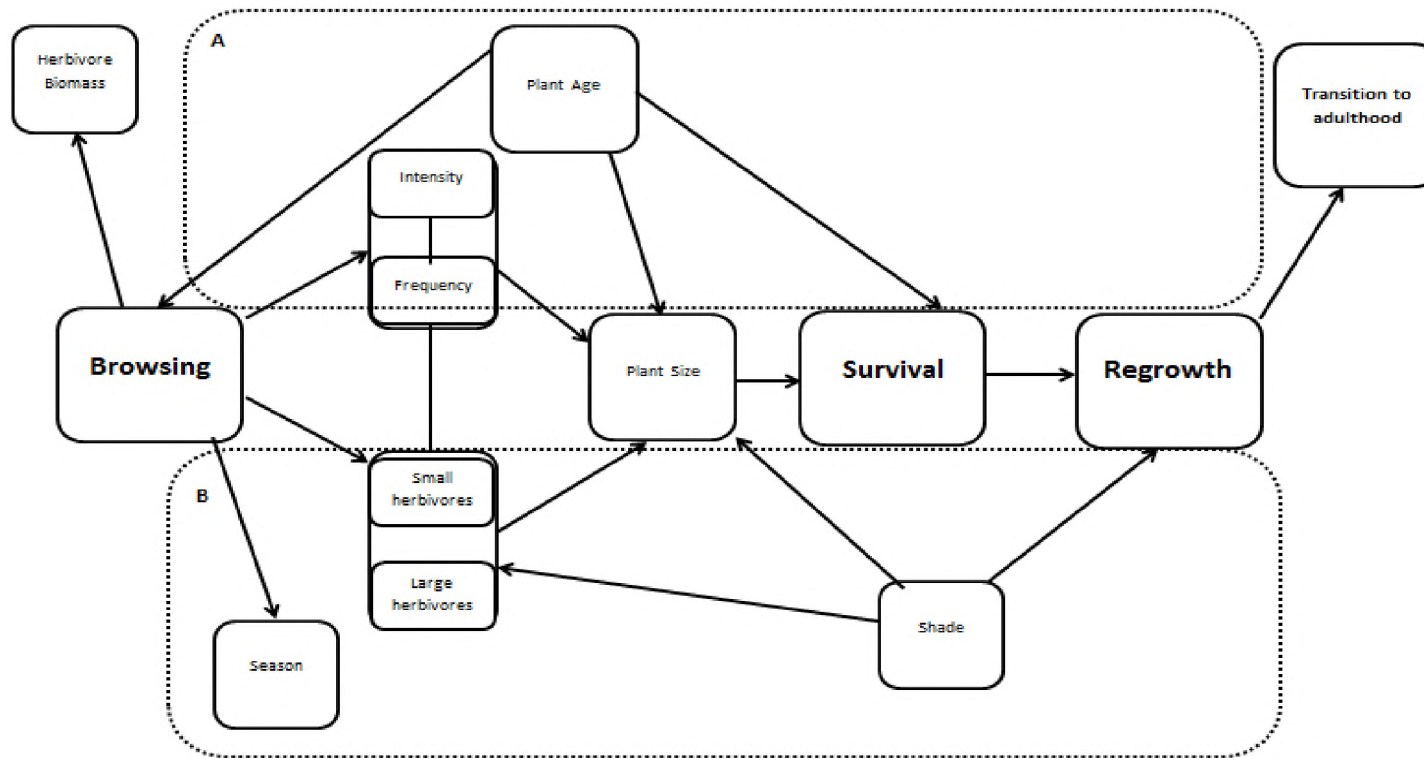 A
Herbivore
Biomass
Plant Age
Transition to
adulthood
Intensity
Frequency
Browsing
Plant Size
Survival
Regrowth
B
Small
herbivores
Large
herbivores
Shade
Season